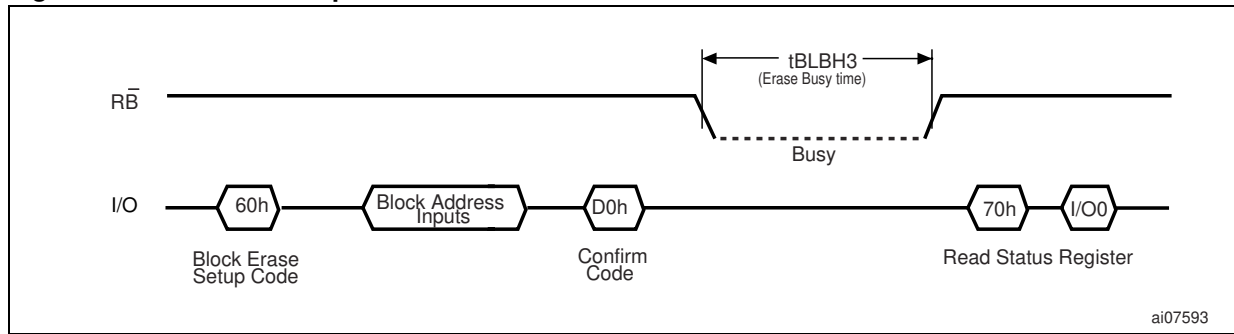 tBLBH3
(Erase Busy time)
RB̅
Busy
I/O
60h
Block Address
Inputs
D0h
70h
I/O0
Block Erase
Setup Code
Confirm
Code
Read Status Register
ai07593